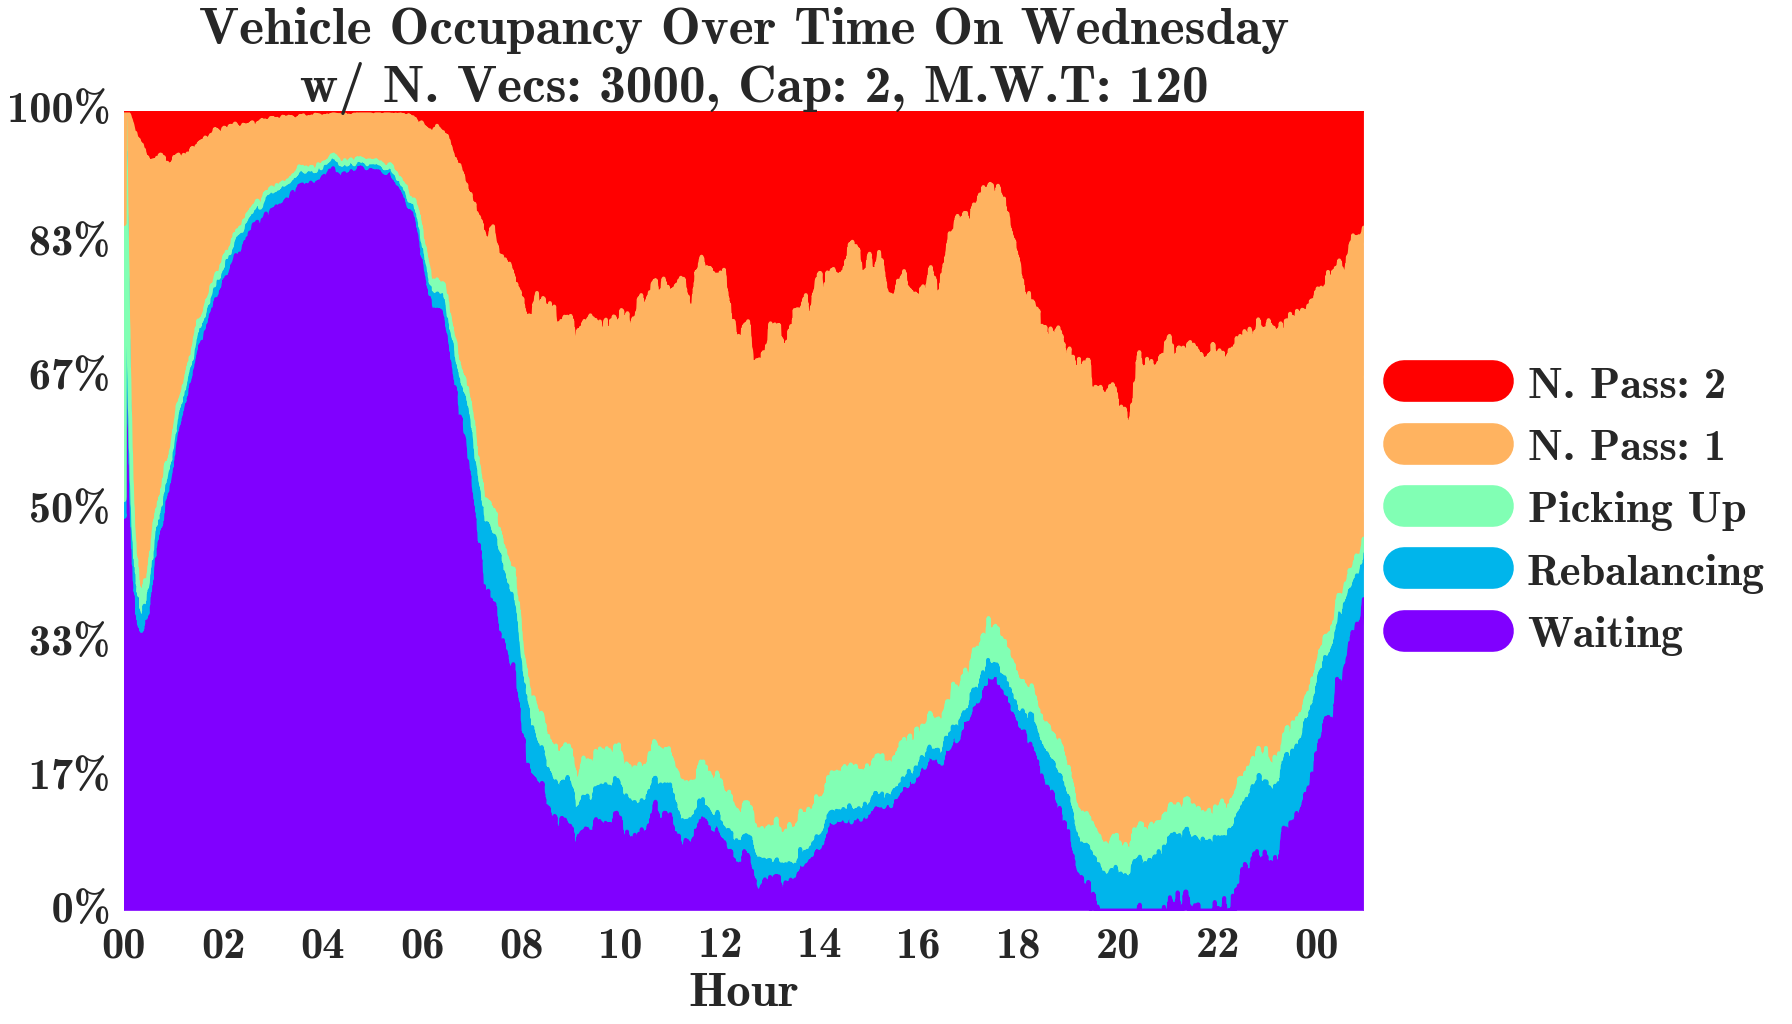 Vehicle Occupancy Over Time On Wednesday
w/ N. Vecs: 3000, Cap: 2, M.W.T: 120
100%
83%
67%
50%
33%
17%
0%
00 02 04 06 08 10 12 14 16 18 20 22 00
Hour
N. Pass: 2
N. Pass: 1
Picking Up
Rebalancing
Waiting